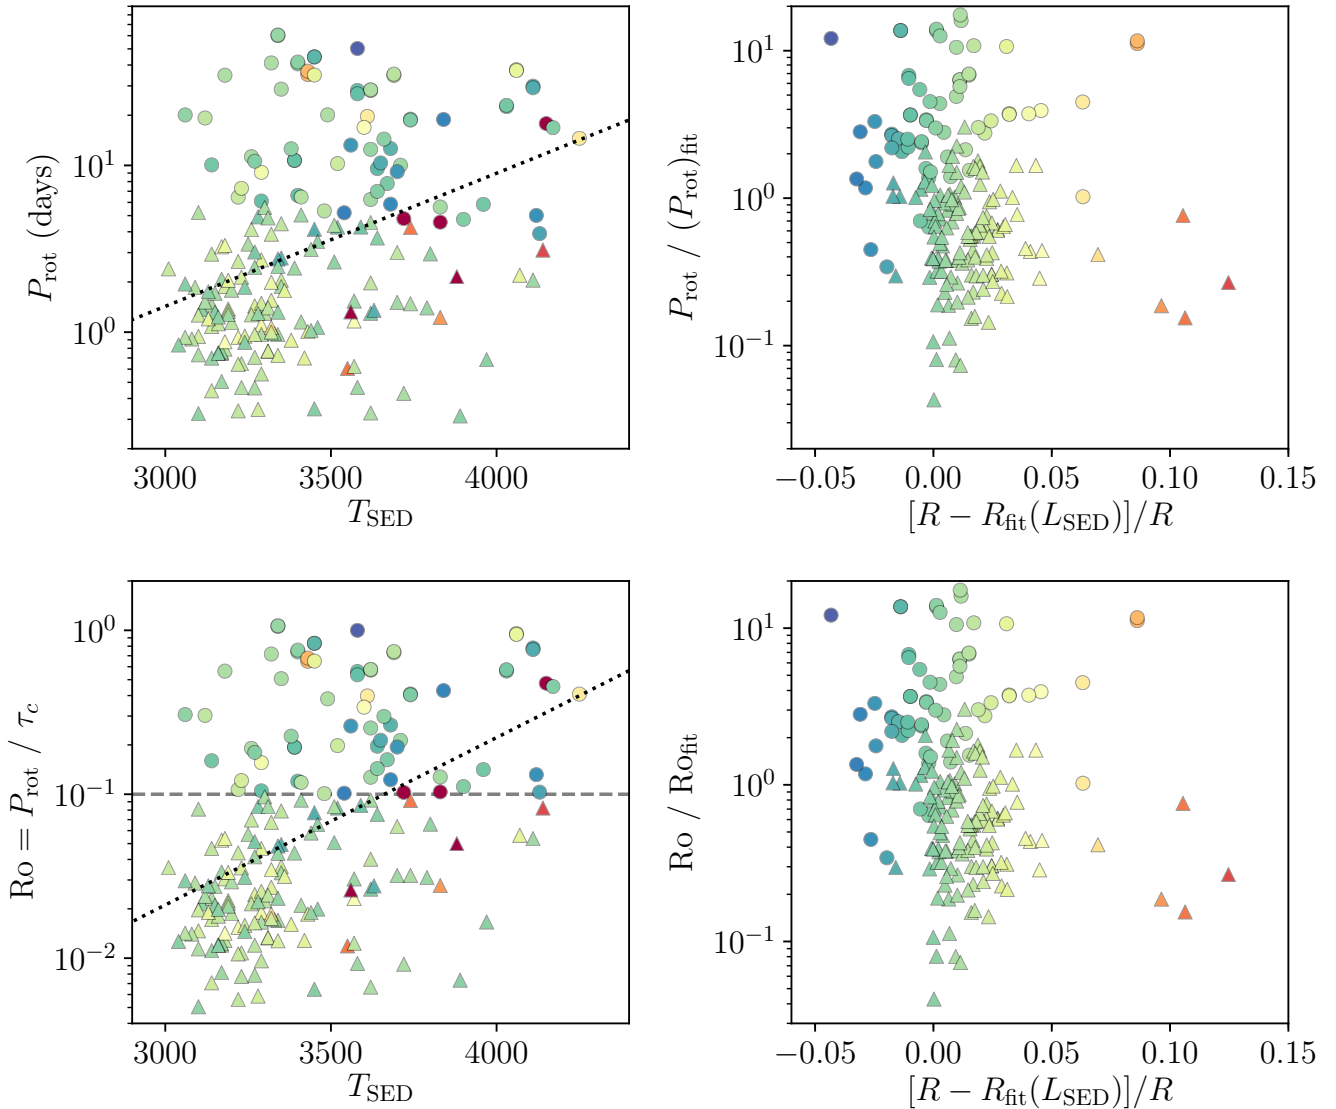 P_rot (days)
10^1
10^0
3000 3500 4000
T_SED
P_rot / (P_rot)_fit
10^1
10^0
10^−1
−0.05 0.00 0.05 0.10 0.15
[R − R_fit(L_SED)]/R
Ro = P_rot / τ_c
10^0
10^−1
10^−2
3000 3500 4000
T_SED
Ro / Ro_fit
10^1
10^0
10^−1
−0.05 0.00 0.05 0.10 0.15
[R − R_fit(L_SED)]/R